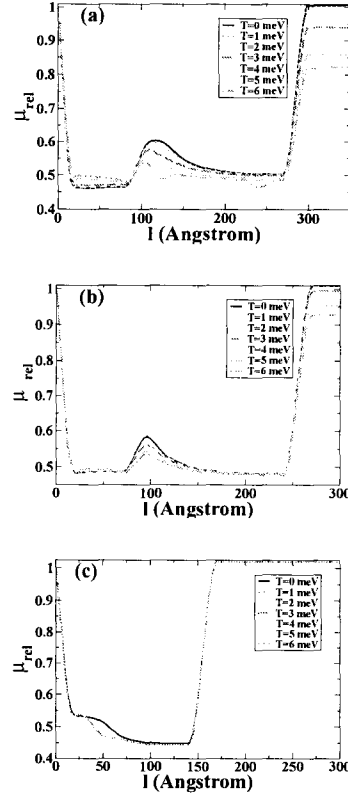 (a)
T=0 meV
T=1 meV
T=2 meV
T=3 meV
T=4 meV
T=5 meV
T=6 meV
1
0.9
0.8
0.7
0.6
0.5
0.4
μrel
0 100 200 300
l (Angstrom)
(b)
T=0 meV
T=1 meV
T=2 meV
T=3 meV
T=4 meV
T=5 meV
T=6 meV
1
0.9
0.8
0.7
0.6
0.5
μrel
0 50 100 150 200 250 300
l (Angstrom)
(c)
T=0 meV
T=1 meV
T=2 meV
T=3 meV
T=4 meV
T=5 meV
T=6 meV
1
0.9
0.8
0.7
0.6
0.5
0.4
μrel
0 50 100 150 200 250 300
l (Angstrom)